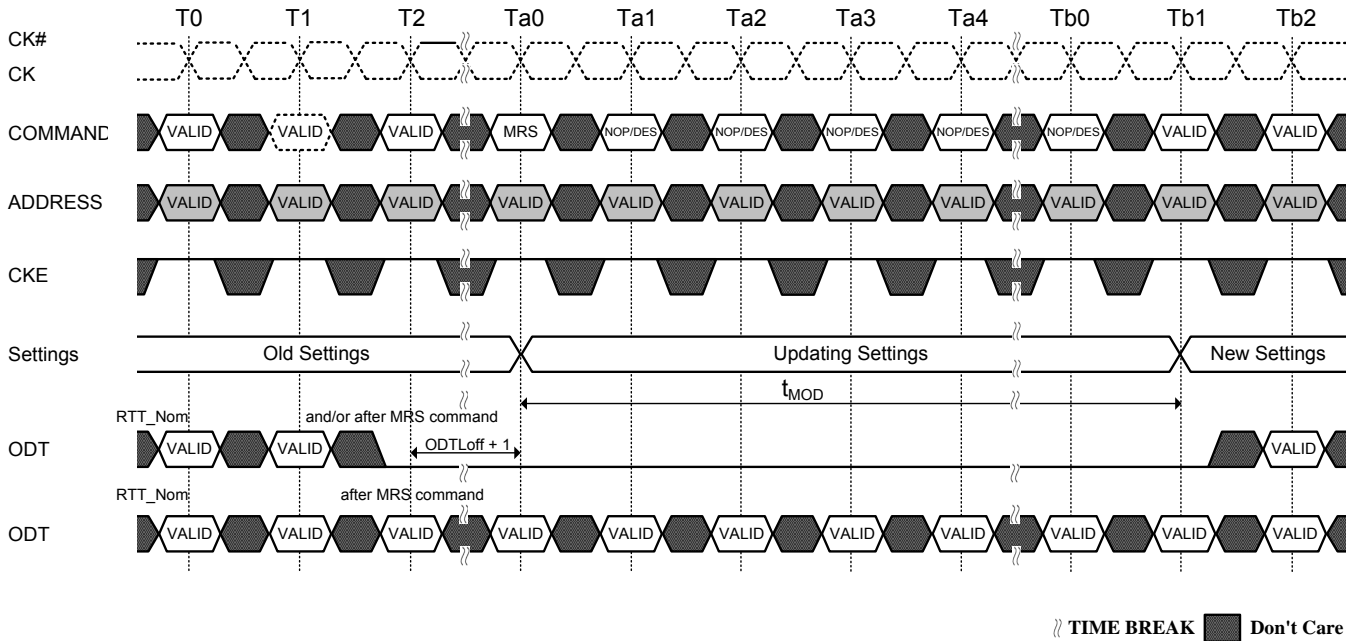 T0 T1 T2 Ta0 Ta1 Ta2 Ta3 Ta4 Tb0 Tb1 Tb2
CK#
CK
COMMAND VALID VALID VALID MRS NOP/DES NOP/DES NOP/DES NOP/DES NOP/DES VALID VALID
ADDRESS VALID VALID VALID VALID VALID VALID VALID VALID VALID VALID VALID
CKE
Settings Old Settings Updating Settings New Settings
tMOD
RTT_Nom and/or after MRS command
ODT VALID VALID ODTLoff + 1 VALID
RTT_Nom after MRS command
ODT VALID VALID VALID VALID VALID VALID VALID VALID VALID VALID VALID
TIME BREAK Don't Care